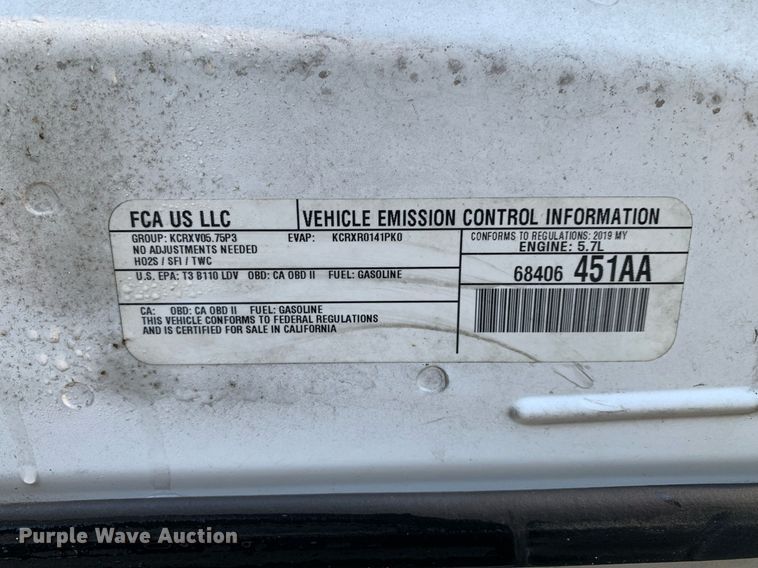 FCA US LLC
VEHICLE EMISSION CONTROL INFORMATION
GROUP: KCRXV05.75P3 EVAP: KCRXR0141PK0
NO ADJUSTMENTS NEEDED
HO2S / SFI / TWC
CONFORMS TO REGULATIONS: 2019 MY
ENGINE: 5.7L
U.S. EPA: T3 B110 LDV OBD: CA OBD II FUEL: GASOLINE
68406 451AA
CA: OBD: CA OBD II FUEL: GASOLINE
THIS VEHICLE CONFORMS TO FEDERAL REGULATIONS
AND IS CERTIFIED FOR SALE IN CALIFORNIA
Purple Wave Auction